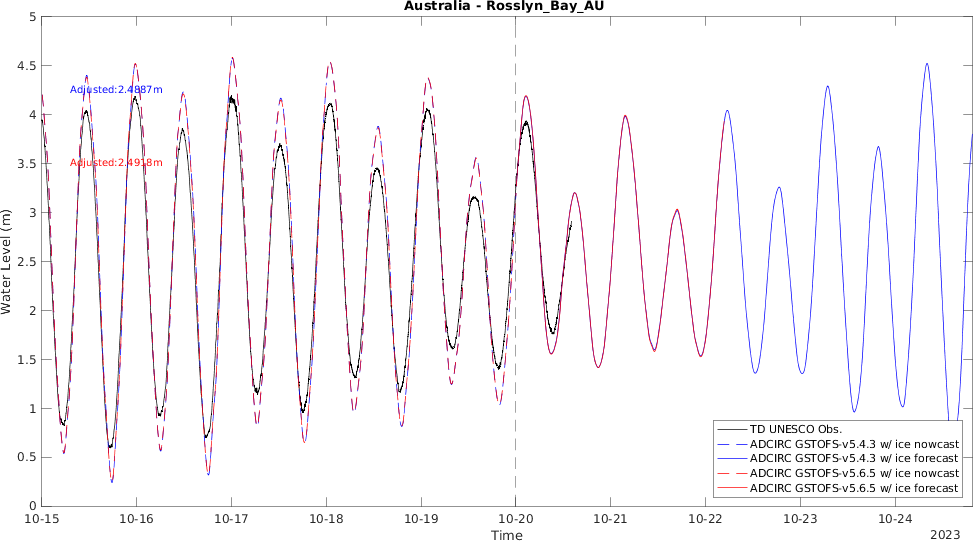 Australia - Rosslyn_Bay_AU
Water Level (m)
5
4.5
4
3.5
3
2.5
2
1.5
1
0.5
0
Adjusted:2.4887m
Adjusted:2.4918m
TD UNESCO Obs.
ADCIRC GSTOFS-v5.4.3 w/ ice nowcast
ADCIRC GSTOFS-v5.4.3 w/ ice forecast
ADCIRC GSTOFS-v5.6.5 w/ ice nowcast
ADCIRC GSTOFS-v5.6.5 w/ ice forecast
10-15 10-16 10-17 10-18 10-19 10-20 10-21 10-22 10-23 10-24
Time
2023